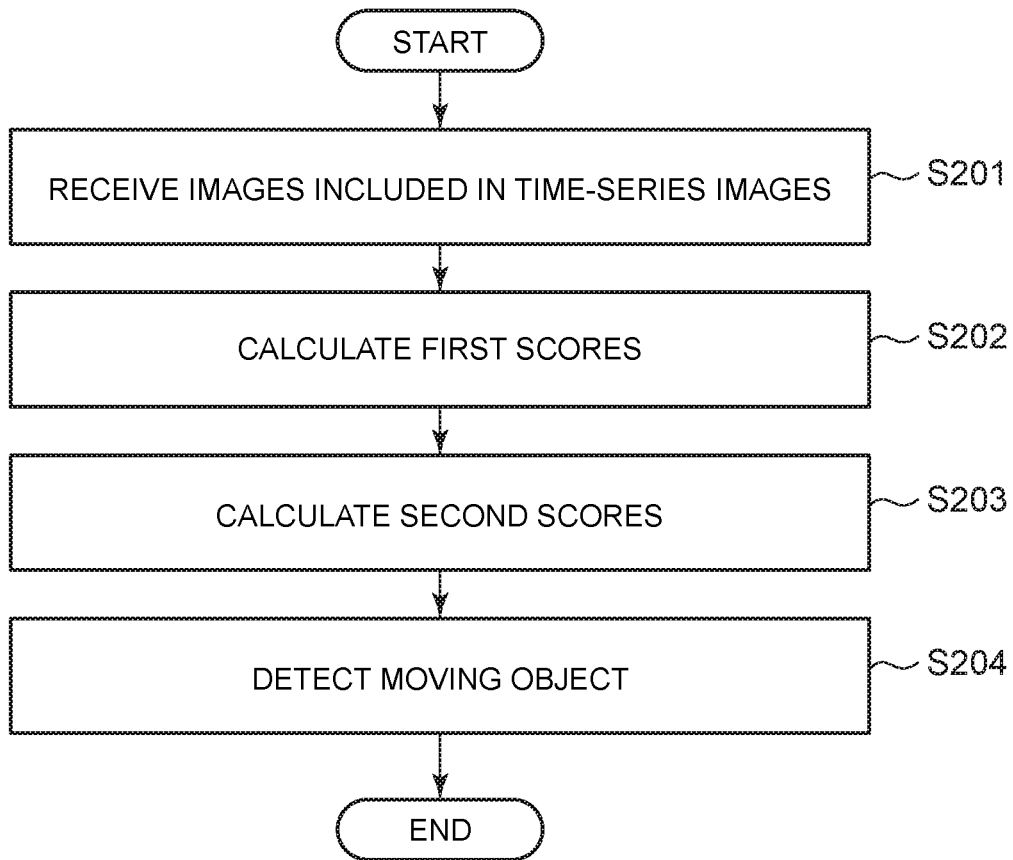 START
RECEIVE IMAGES INCLUDED IN TIME-SERIES IMAGES
S201
CALCULATE FIRST SCORES
S202
CALCULATE SECOND SCORES
S203
DETECT MOVING OBJECT
S204
END